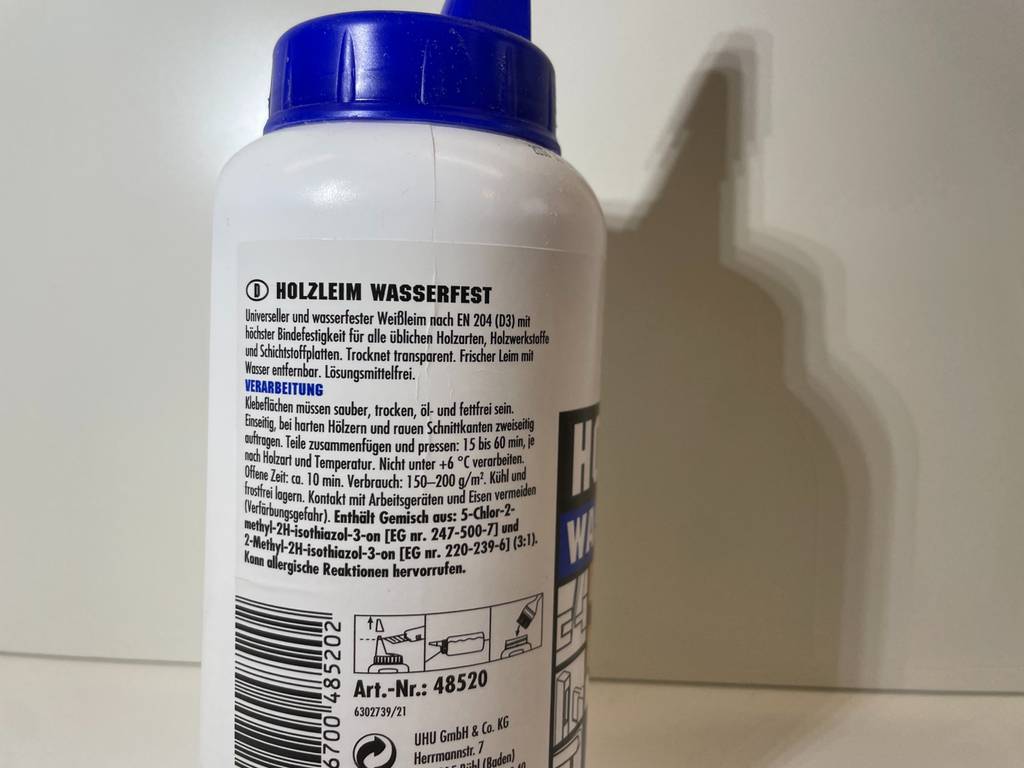 D HOLZLEIM WASSERFEST
Universeller und wasserfester Weißleim nach EN 204 (D3) mit
höchster Bindefestigkeit für alle üblichen Holzarten, Holzwerkstoffe
und Schichtstoffplatten. Trocknet transparent. Frischer Leim mit
Wasser entfernbar. Lösungsmittelfrei.
VERARBEITUNG
Klebeflächen müssen sauber, trocken, öl- und fettfrei sein.
Einseitig, bei harten Hölzern und rauen Schnittkanten zweiseitig
auftragen. Teile zusammenfügen und pressen: 15 bis 60 min, je
nach Holzart und Temperatur. Nicht unter +6 °C verarbeiten.
Offene Zeit: ca. 10 min. Verbrauch: 150–200 g/m². Kühl und
frostfrei lagern. Kontakt mit Arbeitsgeräten und Eisen vermeiden
(Verfärbungsgefahr). Enthält Gemisch aus: 5-Chlor-2-
methyl-2H-isothiazol-3-on [EG nr. 247-500-7] und
2-Methyl-2H-isothiazol-3-on [EG nr. 220-239-6] (3:1).
Kann allergische Reaktionen hervorrufen.
6700 485202
Art.-Nr.: 48520
6302739/21
UHU GmbH & Co. KG
Herrmannstr. 7
Bühl (Baden)
HO
WA